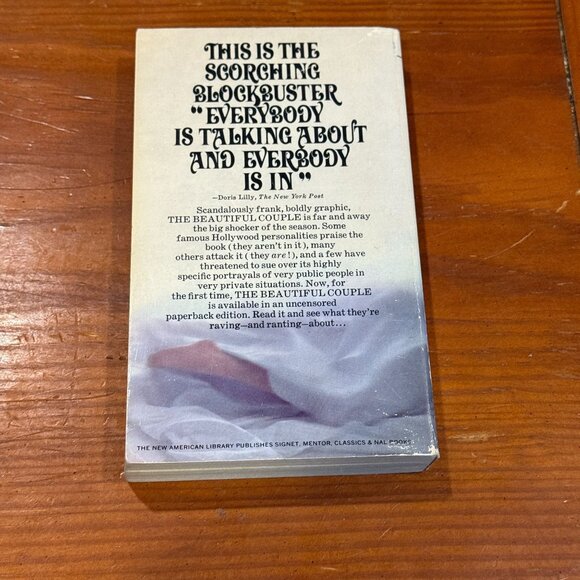 THIS IS THE
SCORCHING
BLOCKBUSTER
"EVERYBODY
IS TALKING ABOUT
AND EVERBODY
IS IN"
—Doris Lilly, The New York Post
Scandalously frank, boldly graphic,
THE BEAUTIFUL COUPLE is far and away
the big shocker of the season. Some
famous Hollywood personalities praise the
book (they aren't in it), many
others attack it (they are!), and a few have
threatened to sue over its highly
specific portrayals of very public people in
very private situations. Now, for
the first time, THE BEAUTIFUL COUPLE
is available in an uncensored
paperback edition. Read it and see what they're
raving—and ranting—about...
THE NEW AMERICAN LIBRARY PUBLISHES SIGNET, MENTOR, CLASSICS & NAL BOOKS